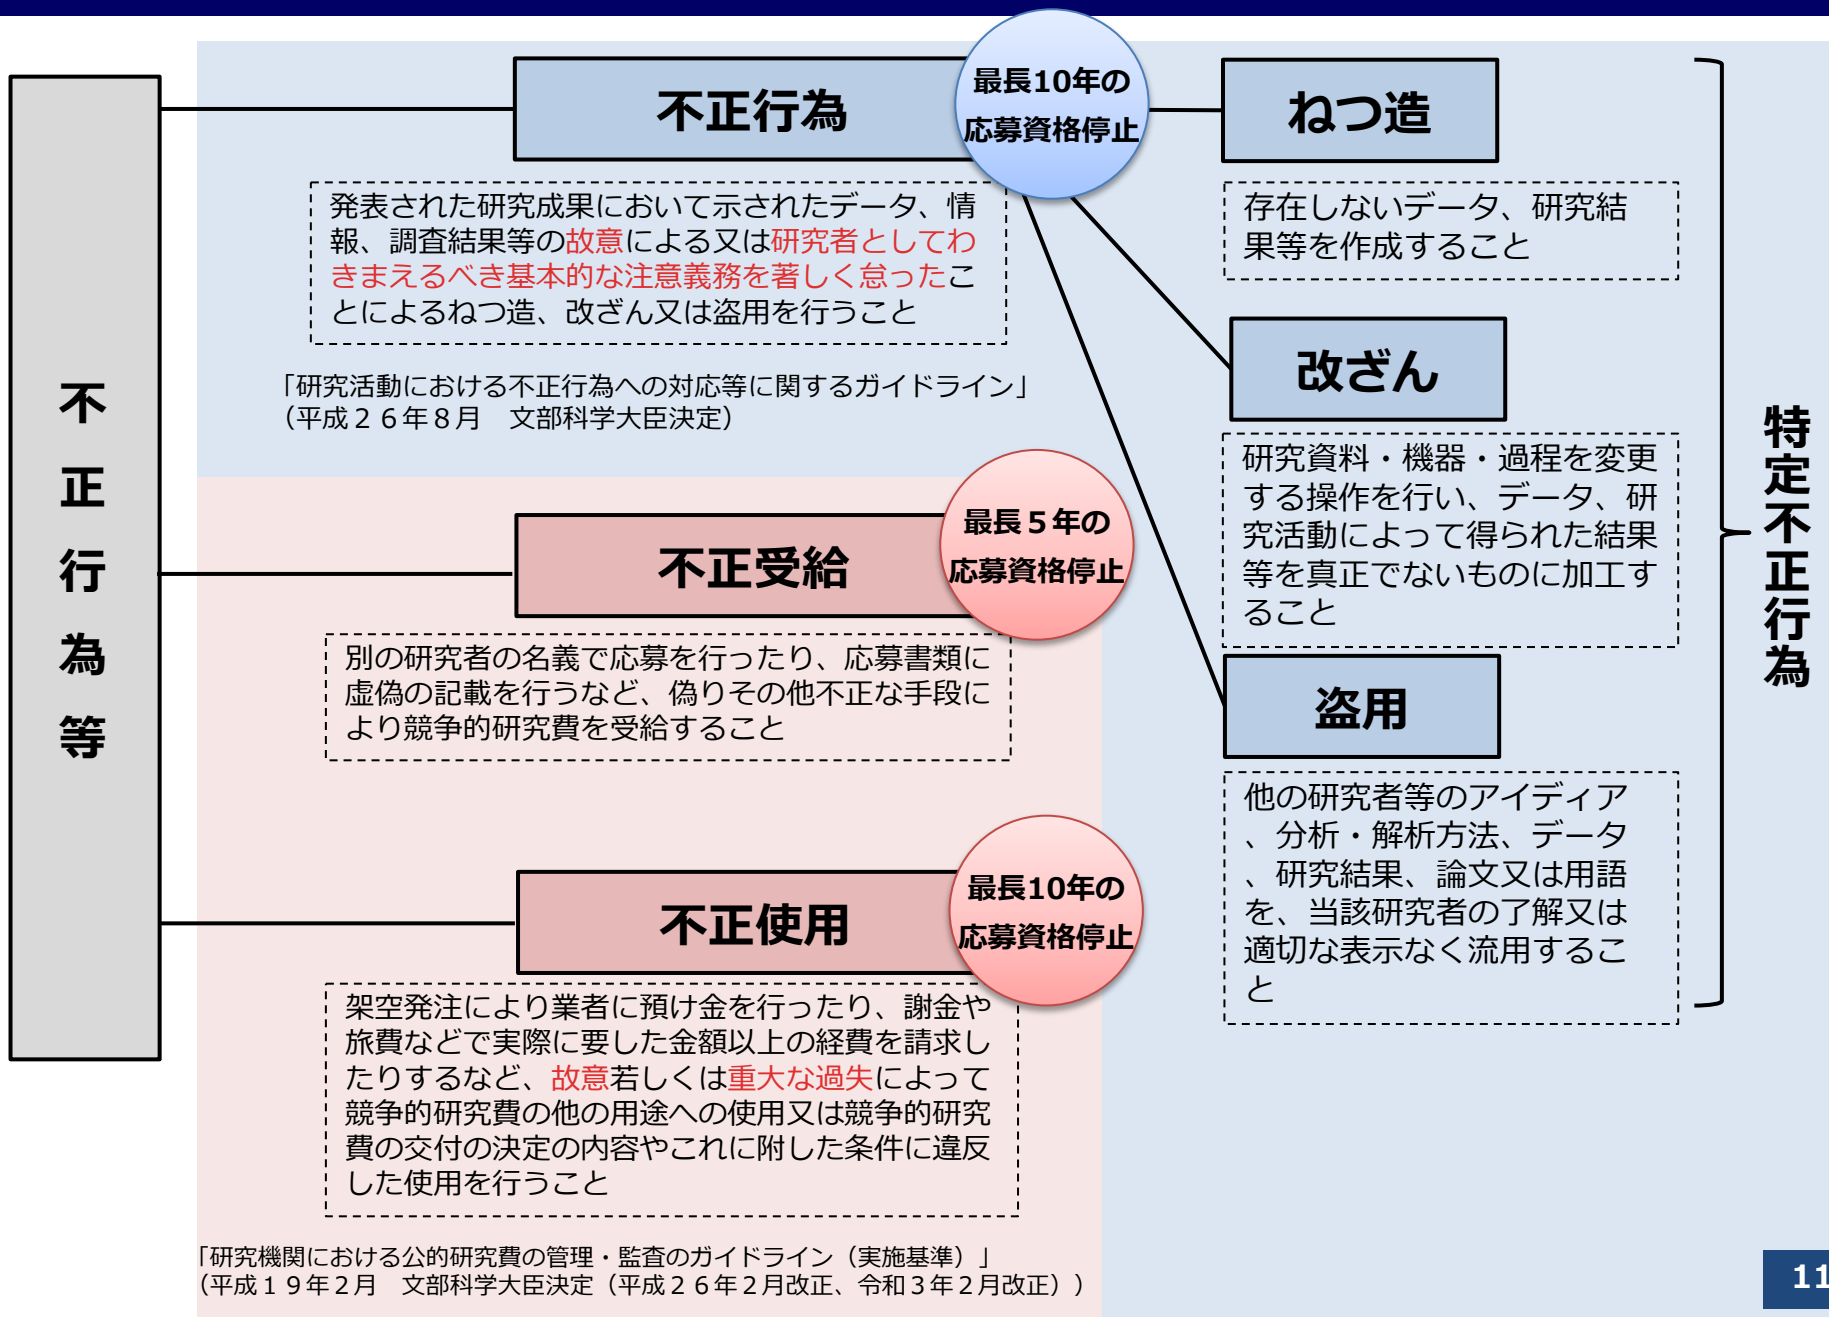 不正行為等
不正行為
最長10年の
応募資格停止
発表された研究成果において示されたデータ、情
報、調査結果等の故意による又は研究者としてわ
きまえるべき基本的な注意義務を著しく怠ったこ
とによるねつ造、改ざん又は盗用を行うこと
「研究活動における不正行為への対応等に関するガイドライン」
（平成２６年８月　文部科学大臣決定）
不正受給
最長５年の
応募資格停止
別の研究者の名義で応募を行ったり、応募書類に
虚偽の記載を行うなど、偽りその他不正な手段に
より競争的研究費を受給すること
不正使用
最長10年の
応募資格停止
架空発注により業者に預け金を行ったり、謝金や
旅費などで実際に要した金額以上の経費を請求し
たりするなど、故意若しくは重大な過失によって
競争的研究費の他の用途への使用又は競争的研究
費の交付の決定の内容やこれに附した条件に違反
した使用を行うこと
「研究機関における公的研究費の管理・監査のガイドライン（実施基準）」
（平成１９年２月　文部科学大臣決定（平成２６年２月改正、令和３年２月改正））
ねつ造
存在しないデータ、研究結
果等を作成すること
改ざん
研究資料・機器・過程を変更
する操作を行い、データ、研
究活動によって得られた結果
等を真正でないものに加工す
ること
盗用
他の研究者等のアイディア
、分析・解析方法、データ
、研究結果、論文又は用語
を、当該研究者の了解又は
適切な表示なく流用するこ
と
特定不正行為
11